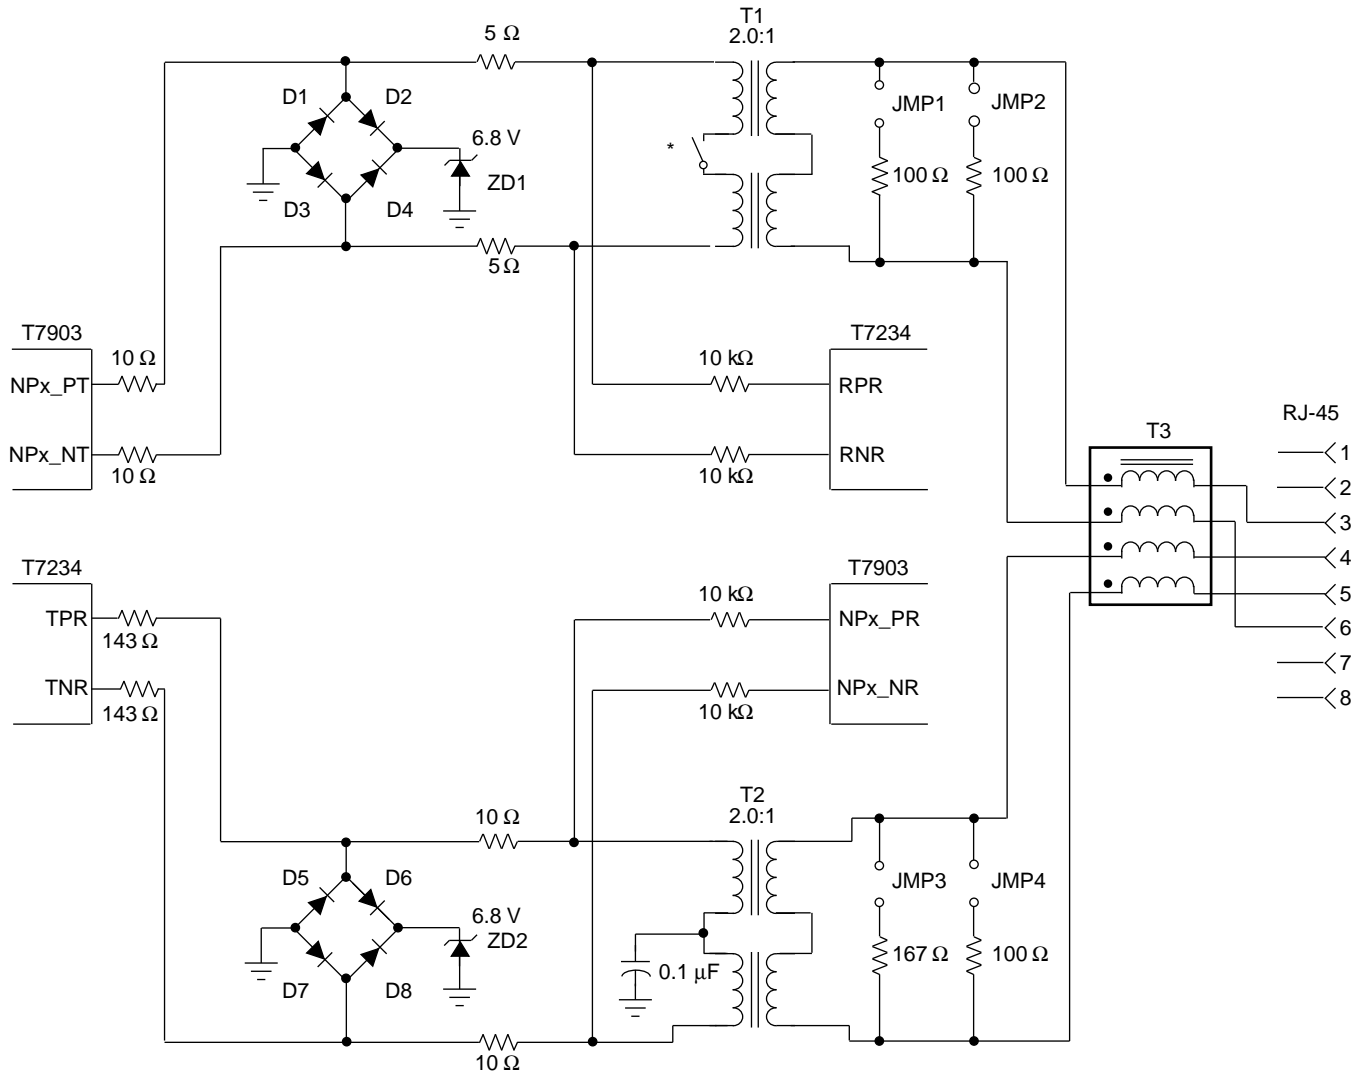 T1
2.0:1
5 Ω
D1
D2
JMP1
JMP2
6.8 V
*
ZD1
100 Ω
100 Ω
D3
D4
5 Ω
T7903
10 Ω
NPx_PT
NPx_NT
10 Ω
T7234
10 kΩ
RPR
RNR
10 kΩ
RJ-45
T3
1
2
3
4
5
6
7
8
T7234
TPR
143 Ω
TNR
143 Ω
T7903
10 kΩ
NPx_PR
NPx_NR
10 kΩ
T2
2.0:1
10 Ω
D5
D6
JMP3
JMP4
6.8 V
ZD2
167 Ω
100 Ω
0.1 μF
D7
D8
10 Ω